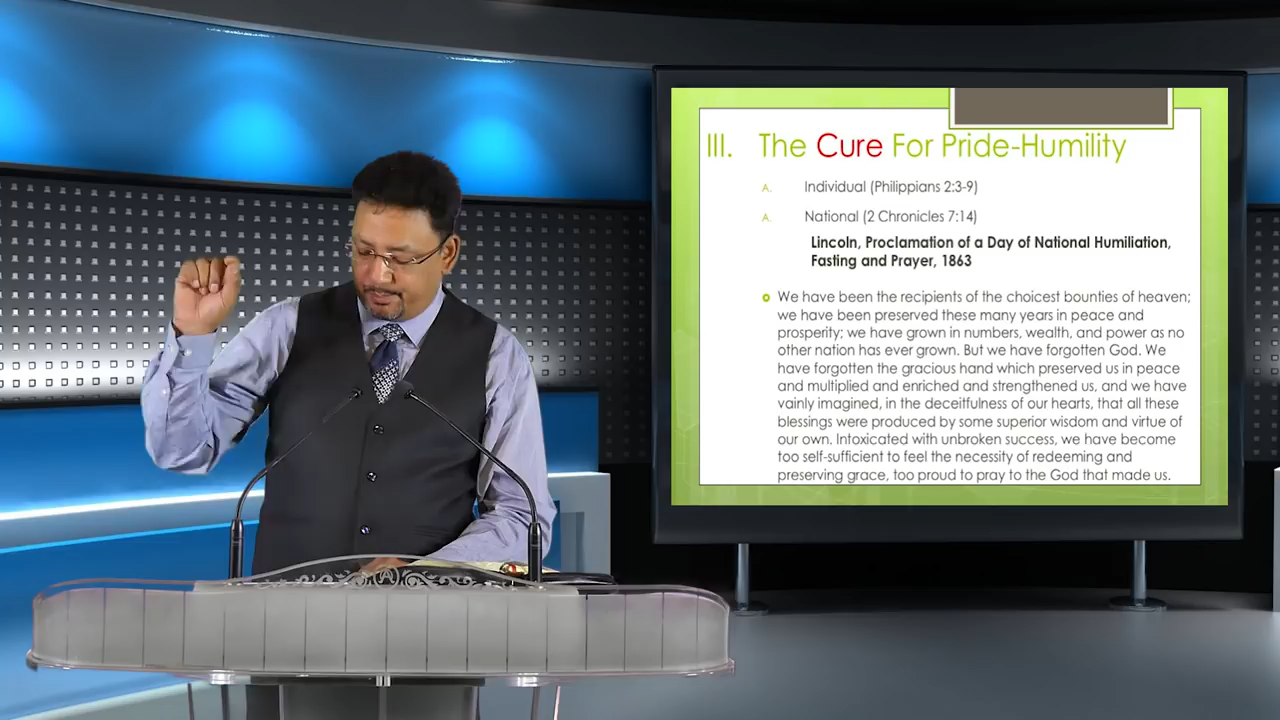 III. The Cure For Pride-Humility
A. Individual (Philippians 2:3-9)
A. National (2 Chronicles 7:14)
Lincoln, Proclamation of a Day of National Humiliation,
Fasting and Prayer, 1863
We have been the recipients of the choicest bounties of heaven;
we have been preserved these many years in peace and
prosperity; we have grown in numbers, wealth, and power as no
other nation has ever grown. But we have forgotten God. We
have forgotten the gracious hand which preserved us in peace
and multiplied and enriched and strengthened us, and we have
vainly imagined, in the deceitfulness of our hearts, that all these
blessings were produced by some superior wisdom and virtue of
our own. Intoxicated with unbroken success, we have become
too self-sufficient to feel the necessity of redeeming and
preserving grace, too proud to pray to the God that made us.